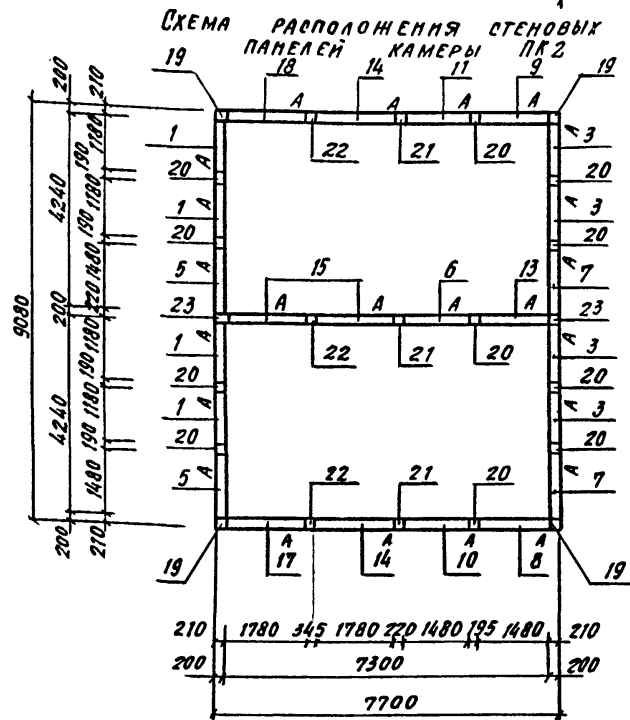 СХЕМА РАСПОЛОЖЕНИЯ СТЕНОВЫХ
ПАНЕЛЕЙ КАМЕРЫ ПК2
19 18 А 14 А 11 А 9 А 19
22 21 20
1 А
20
1 А
20
5 А
23
1 А
20
1 А
20
5 А
А 3
20
А 3
20
А 7
23
А 3
20
А 3
20
А 7
15 6 13
А А А А
22 21 20
22 21 20
А А А А
19 17 14 10 8 19
200 210
1180
190
1180
190
1480
220
1180
190
1180
190
1480
200 210
4240
200
4240
9080
210 1780 345 1780 220 1480 195 1480 210
200 7300 200
7700